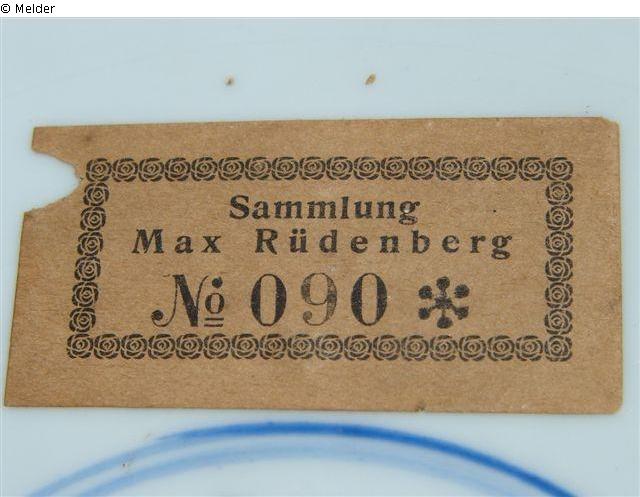 © Melder
Sammlung
Max Rüdenberg
No 090 *